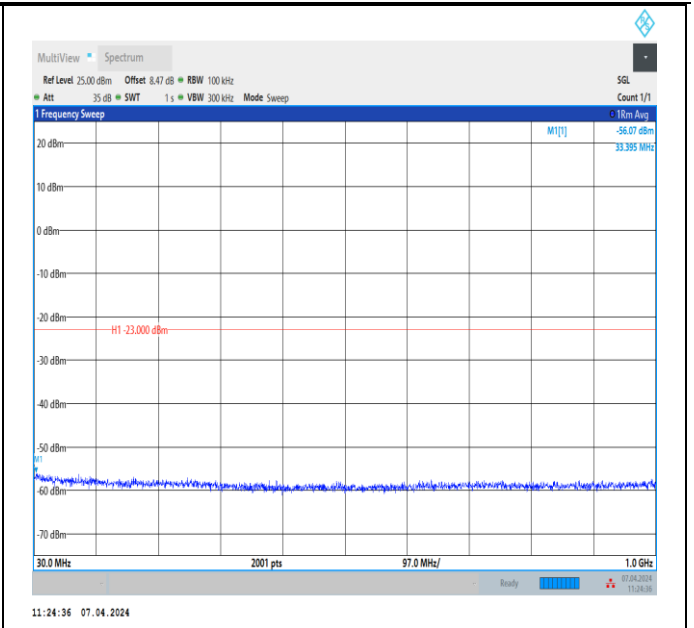 MultiView Spectrum
Ref Level 25.00 dBm Offset 8.47 dB RBW 100 kHz SGL
Att 35 dB SWT 1 s VBW 300 kHz Mode Sweep Count 1/1
1 Frequency Sweep 1Rm Avg
M1[1] -56.07 dBm
33.395 MHz
20 dBm
10 dBm
0 dBm
-10 dBm
-20 dBm
H1 -23.000 dBm
-30 dBm
-40 dBm
-50 dBm
M1
-60 dBm
-70 dBm
30.0 MHz 2001 pts 97.0 MHz/ 1.0 GHz
- - Ready 07.04.2024
11:24:36
11:24:36 07.04.2024